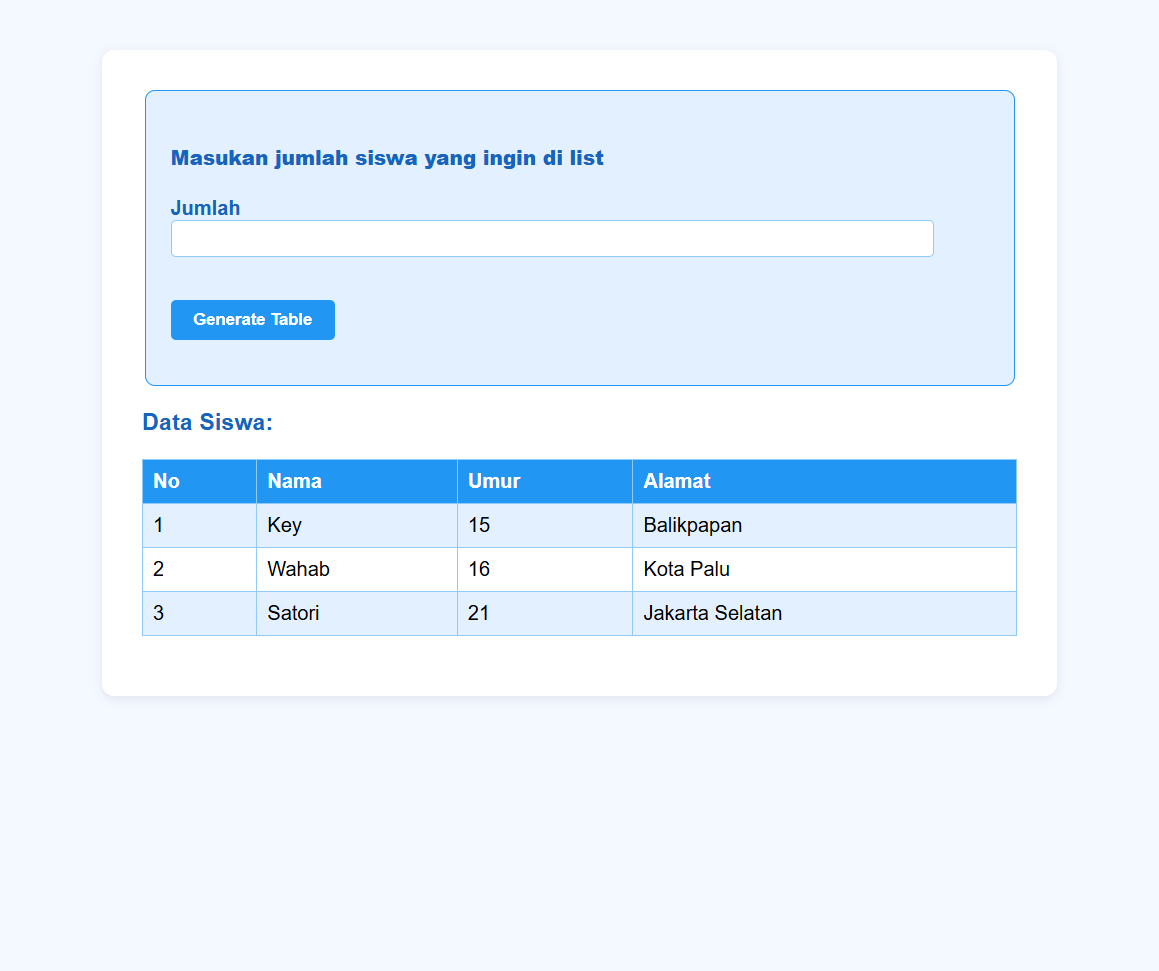 Masukan jumlah siswa yang ingin di list
Jumlah
Generate Table
Data Siswa:
No Nama Umur Alamat
1 Key 15 Balikpapan
2 Wahab 16 Kota Palu
3 Satori 21 Jakarta Selatan